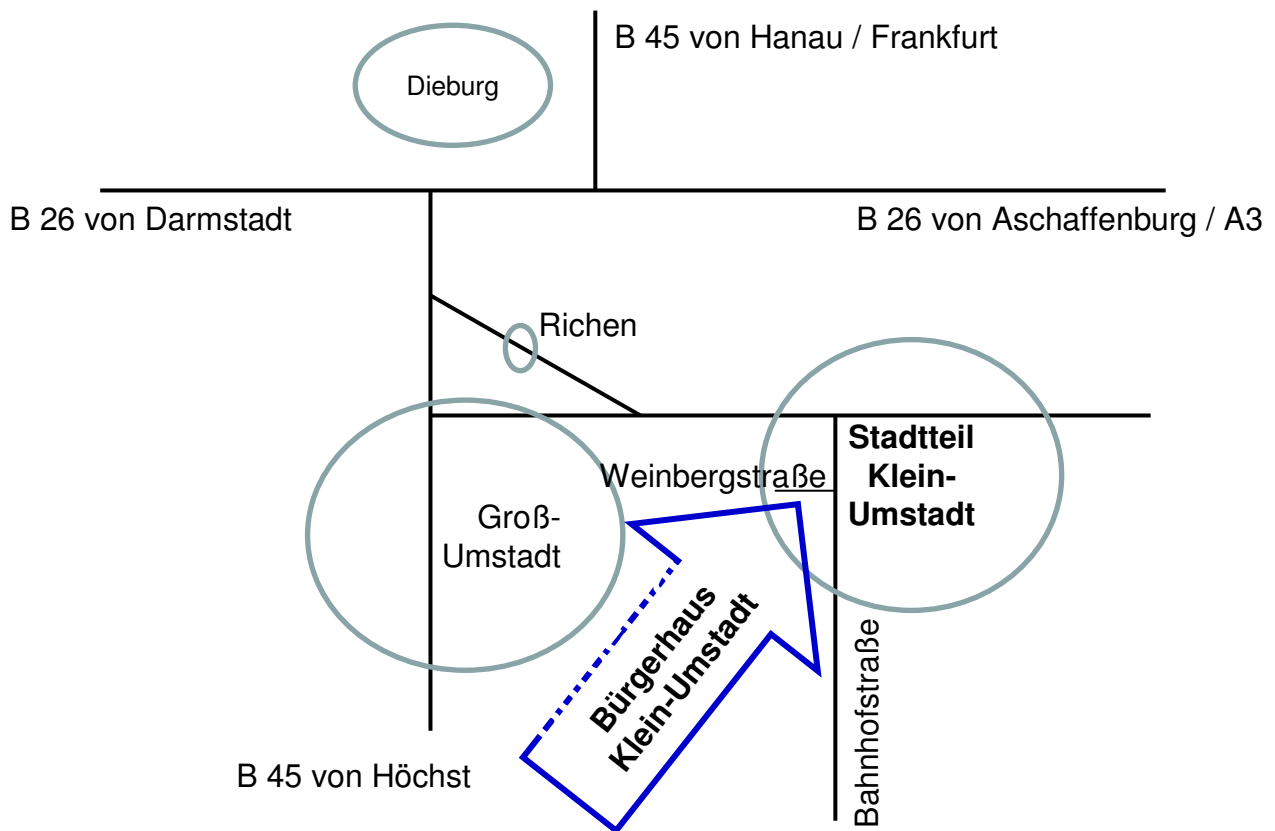 B 45 von Hanau / Frankfurt
Dieburg
B 26 von Darmstadt
B 26 von Aschaffenburg / A3
Richen
Stadtteil
Klein-
Umstadt
Weinbergstraße
Groß-
Umstadt
Bürgerhaus
Klein-Umstadt
Bahnhofstraße
B 45 von Höchst